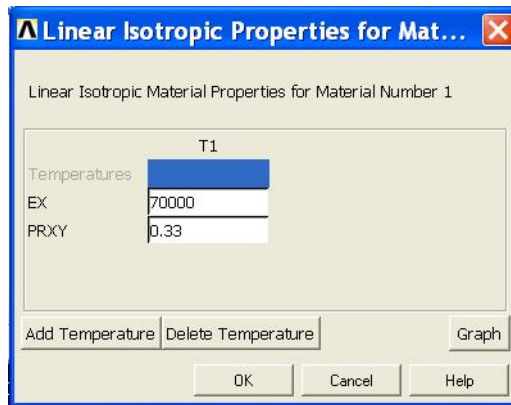 Linear Isotropic Properties for Mat...
Linear Isotropic Material Properties for Material Number 1
T1
Temperatures
EX 70000
PRXY 0.33
Add Temperature Delete Temperature Graph
OK Cancel Help